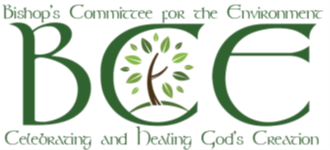 Bishop's Committee for the Environment
BCE
Celebrating and Healing God's Creation